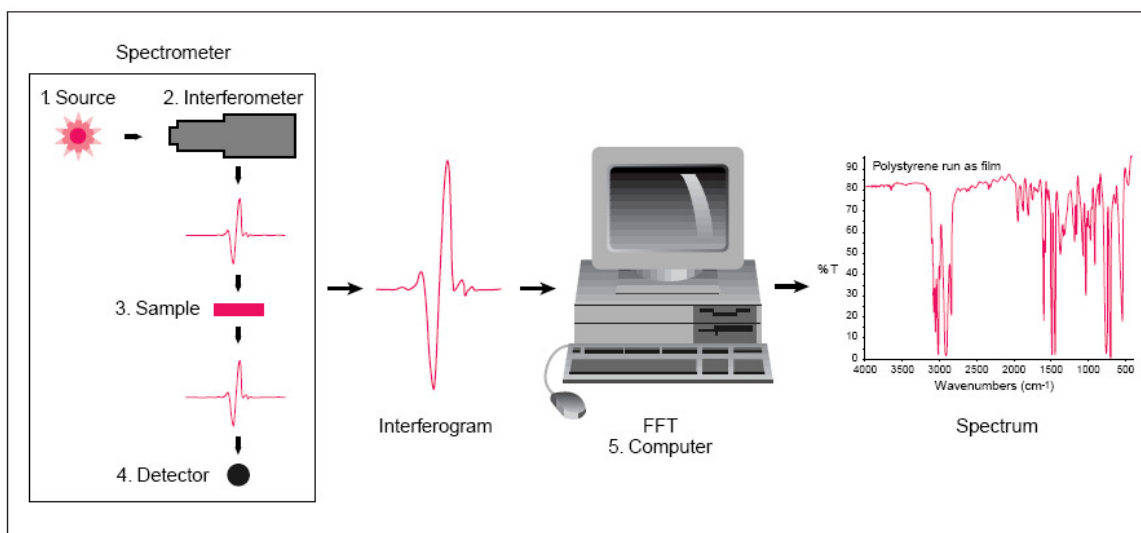 Spectrometer
1. Source
2. Interferometer
3. Sample
4. Detector
Interferogram
FFT
5. Computer
Polystyrene run as film
%T
90
80
70
60
50
40
30
20
10
0
4000 3500 3000 2500 2000 1500 1000 500
Wavenumbers (cm-1)
Spectrum